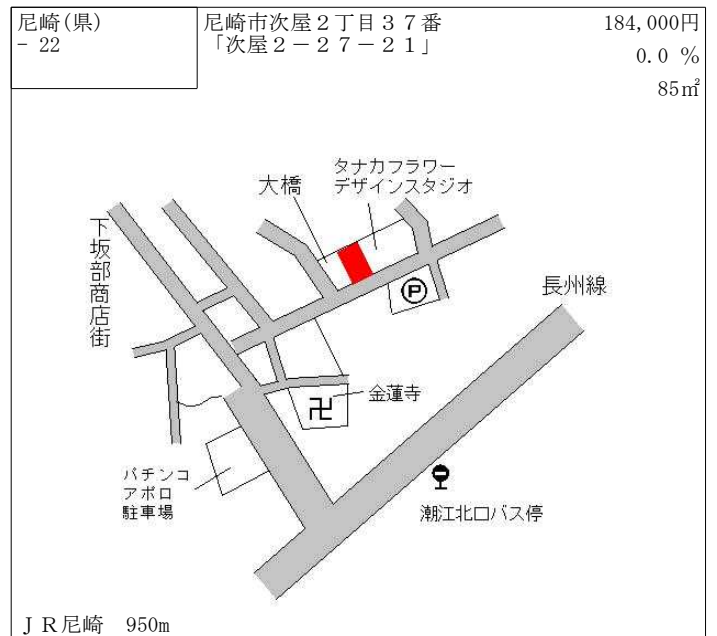 尼崎(県)
- 22
尼崎市次屋２丁目３７番
「次屋２－２７－２１」
184,000円
0.0 %
85㎡
タナカフラワー
デザインスタジオ
大橋
下坂部商店街
Ⓟ
長州線
金蓮寺
卍
パチンコ
アポロ
駐車場
潮江北口バス停
ＪＲ尼崎　950m